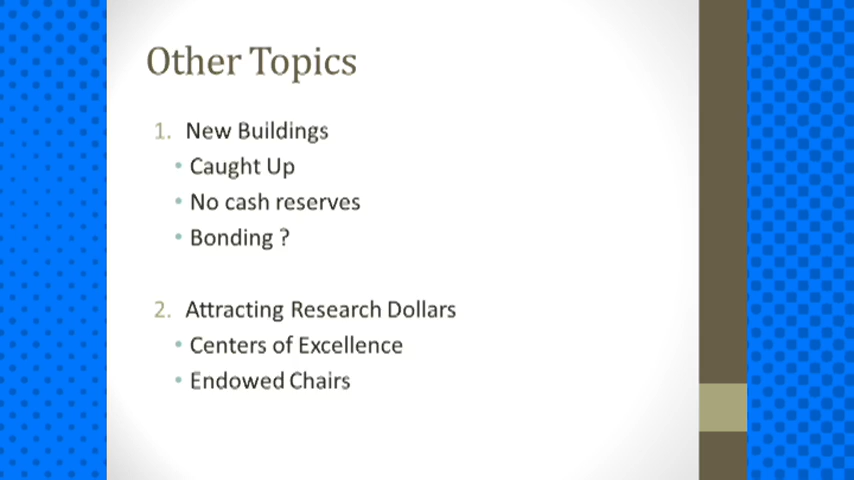 Other Topics
1. New Buildings
• Caught Up
• No cash reserves
• Bonding ?
2. Attracting Research Dollars
• Centers of Excellence
• Endowed Chairs